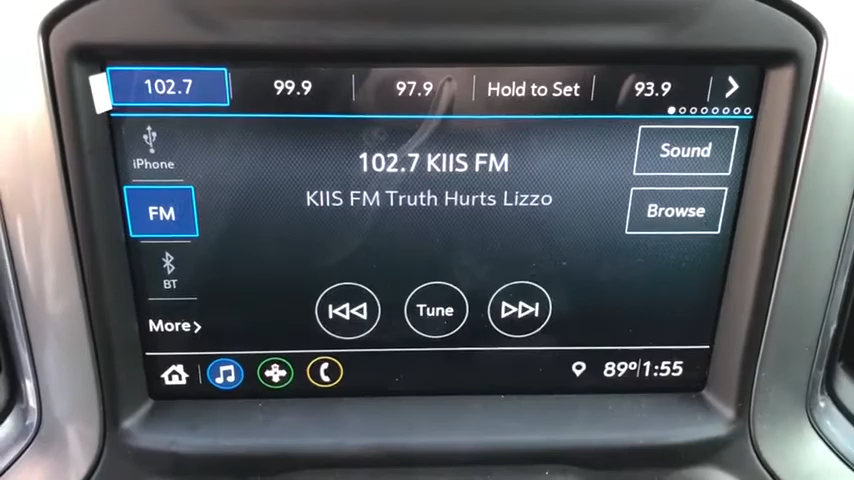 102.7 99.9 97.9 Hold to Set 93.9
iPhone
102.7 KIIS FM
Sound
KIIS FM Truth Hurts Lizzo
FM
Browse
BT
Tune
More
89° 1:55